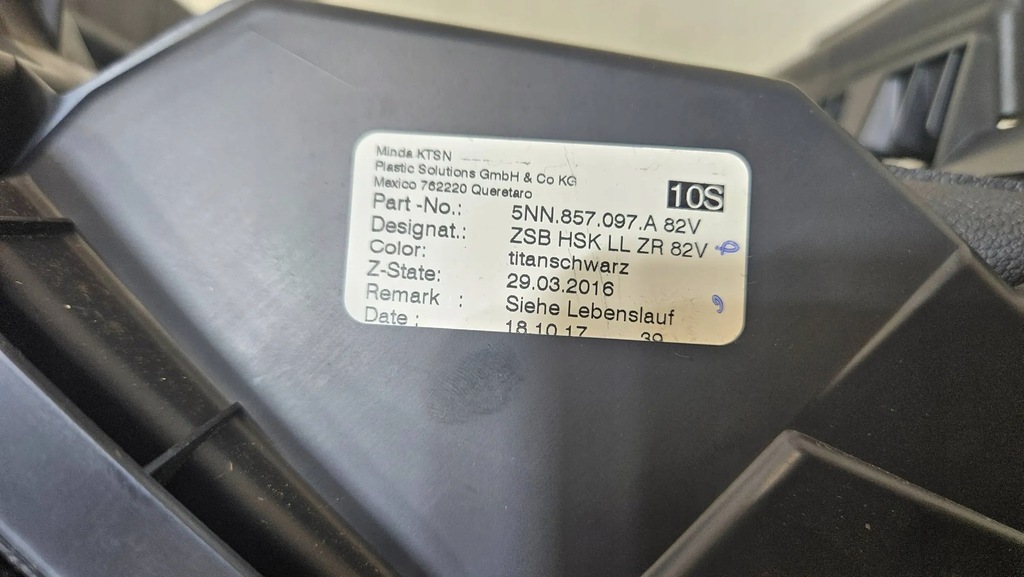 Minda KTSN
Plastic Solutions GmbH & Co KG
Mexico 762220 Queretaro
10S
Part -No.: 5NN.857.097.A 82V
Designat.: ZSB HSK LL ZR 82V
Color: titanschwarz
Z-State: 29.03.2016
Remark : Siehe Lebenslauf
Date : 18.10.17 39